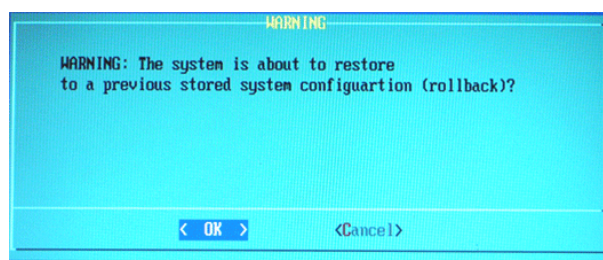 WARNING
WARNING: The system is about to restore
to a previous stored system configuartion (rollback)?
< OK > <Cancel>